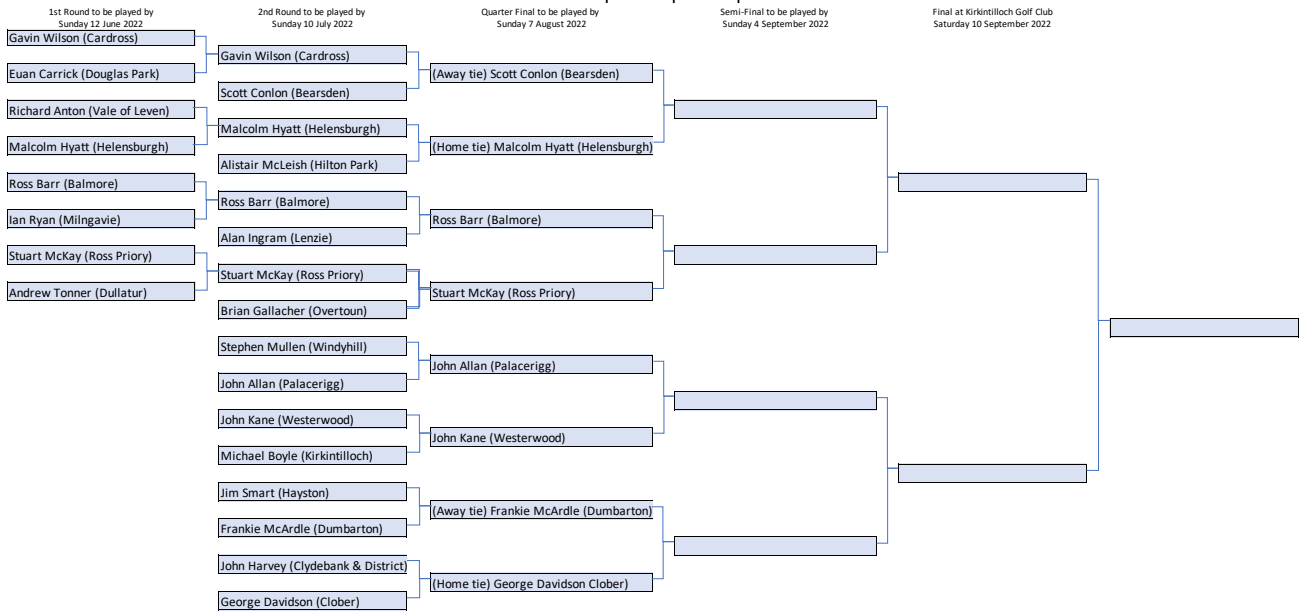 1st Round to be played by
Sunday 12 June 2022
2nd Round to be played by
Sunday 10 July 2022
Quarter Final to be played by
Sunday 7 August 2022
Semi-Final to be played by
Sunday 4 September 2022
Final at Kirkintilloch Golf Club
Saturday 10 September 2022
Gavin Wilson (Cardross)
Euan Carrick (Douglas Park)
Richard Anton (Vale of Leven)
Malcolm Hyatt (Helensburgh)
Ross Barr (Balmore)
Ian Ryan (Milngavie)
Stuart McKay (Ross Priory)
Andrew Tonner (Dullatur)
Gavin Wilson (Cardross)
Scott Conlon (Bearsden)
Malcolm Hyatt (Helensburgh)
Alistair McLeish (Hilton Park)
Ross Barr (Balmore)
Alan Ingram (Lenzie)
Stuart McKay (Ross Priory)
Brian Gallacher (Overtoun)
Stephen Mullen (Windyhill)
John Allan (Palacerigg)
John Kane (Westerwood)
Michael Boyle (Kirkintilloch)
Jim Smart (Hayston)
Frankie McArdle (Dumbarton)
John Harvey (Clydebank & District)
George Davidson (Clober)
(Away tie) Scott Conlon (Bearsden)
(Home tie) Malcolm Hyatt (Helensburgh)
Ross Barr (Balmore)
Stuart McKay (Ross Priory)
John Allan (Palacerigg)
John Kane (Westerwood)
(Away tie) Frankie McArdle (Dumbarton)
(Home tie) George Davidson Clober)